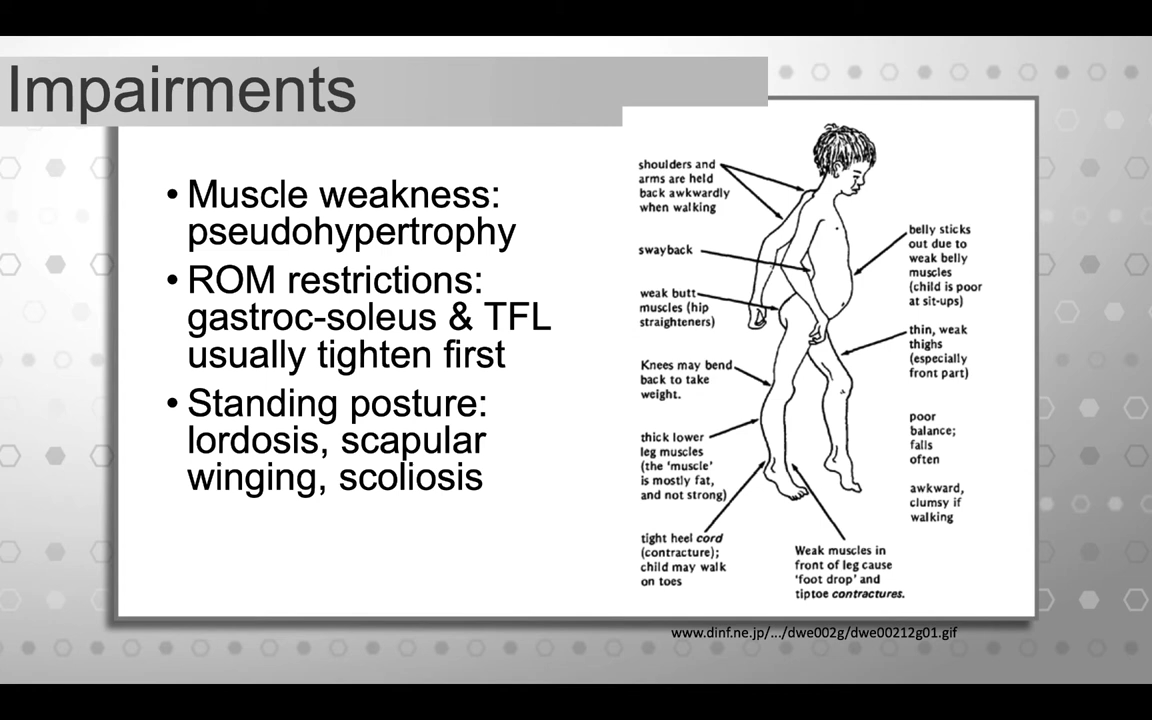 Impairments
• Muscle weakness:
pseudohypertrophy
• ROM restrictions:
gastroc-soleus & TFL
usually tighten first
• Standing posture:
lordosis, scapular
winging, scoliosis
shoulders and
arms are held
back awkwardly
when walking
swayback
weak butt
muscles (hip
straighteners)
Knees may bend
back to take
weight.
thick lower
leg muscles
(the ‘muscle’
is mostly fat,
and not strong)
tight heel cord
(contracture);
child may walk
on toes
belly sticks
out due to
weak belly
muscles
(child is poor
at sit-ups)
thin, weak
thighs
(especially
front part)
poor
balance;
falls
often
awkward,
clumsy if
walking
Weak muscles in
front of leg cause
‘foot drop’ and
tiptoe contractures.
www.dinf.ne.jp/.../dwe002g/dwe00212g01.gif